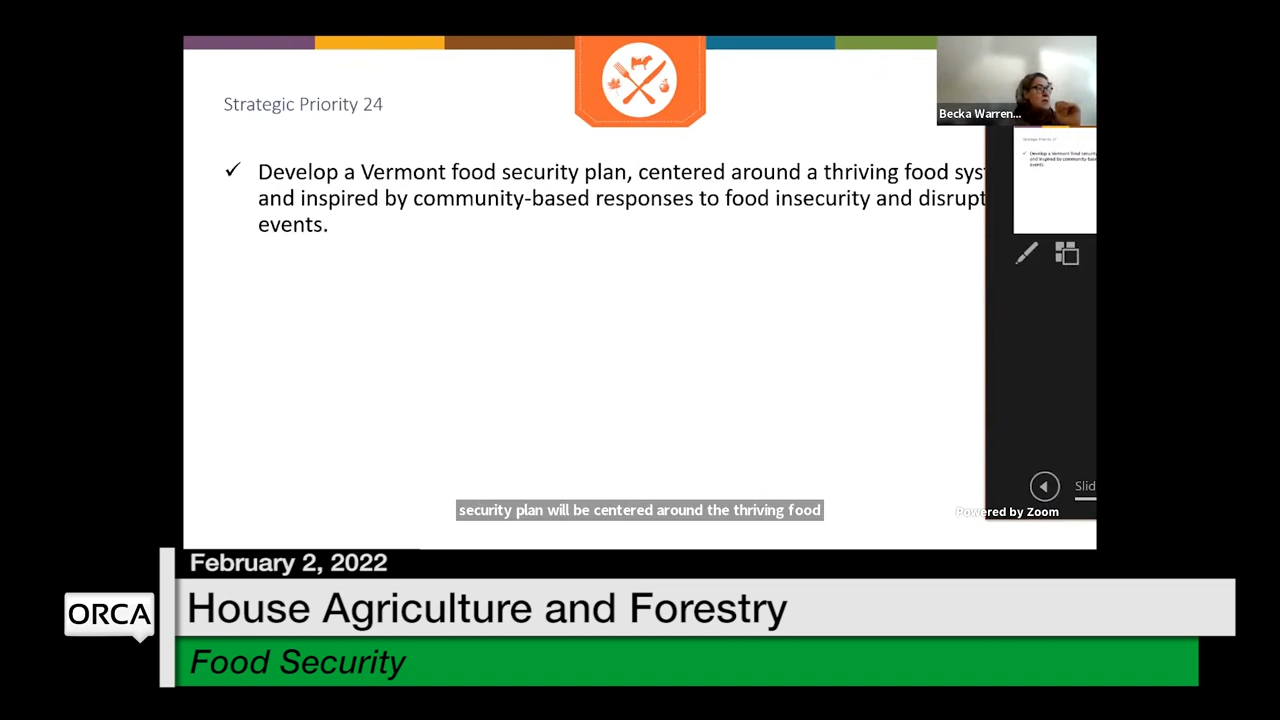 Strategic Priority 24
Becka Warren...
✓ Develop a Vermont food security plan, centered around a thriving food sys
and inspired by community-based responses to food insecurity and disrupt
events.
Slid
security plan will be centered around the thriving food
Powered by Zoom
February 2, 2022
ORCA
House Agriculture and Forestry
Food Security